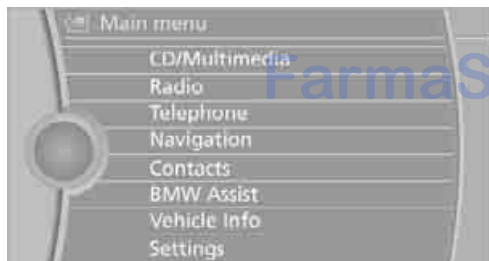 Main menu
CD/Multimedia
FarmaS
Radio
Telephone
Navigation
Contacts
BMW Assist
Vehicle Info
Settings